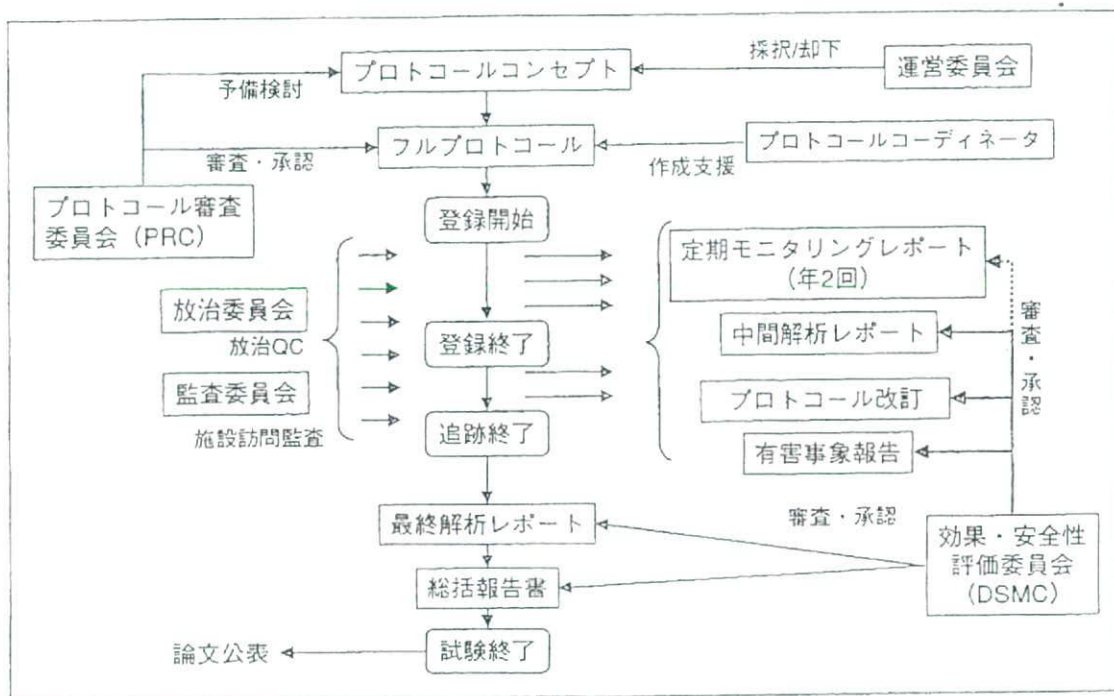 採択/却下
プロトコールコンセプト
運営委員会
予備検討
フルプロトコール
プロトコールコーディネータ
審査・承認
作成支援
プロトコール審査
委員会(PRC)
登録開始
定期モニタリングレポート
(年2回)
放治委員会
放治QC
登録終了
中間解析レポート
審査・承認
監査委員会
プロトコール改訂
施設訪問監査
追跡終了
有害事象報告
最終解析レポート
審査・承認
効果・安全性
評価委員会
(DSMC)
総括報告書
試験終了
論文公表